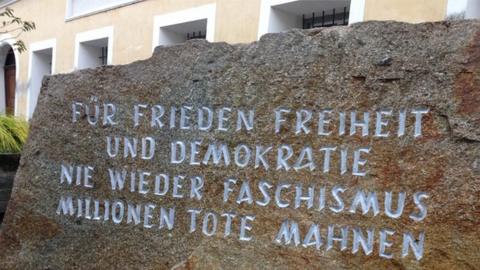 FÜR FRIEDEN FREIHEIT
UND DEMOKRATIE
NIE WIEDER FASCHISMUS
MILLIONEN TOTE MAHNEN